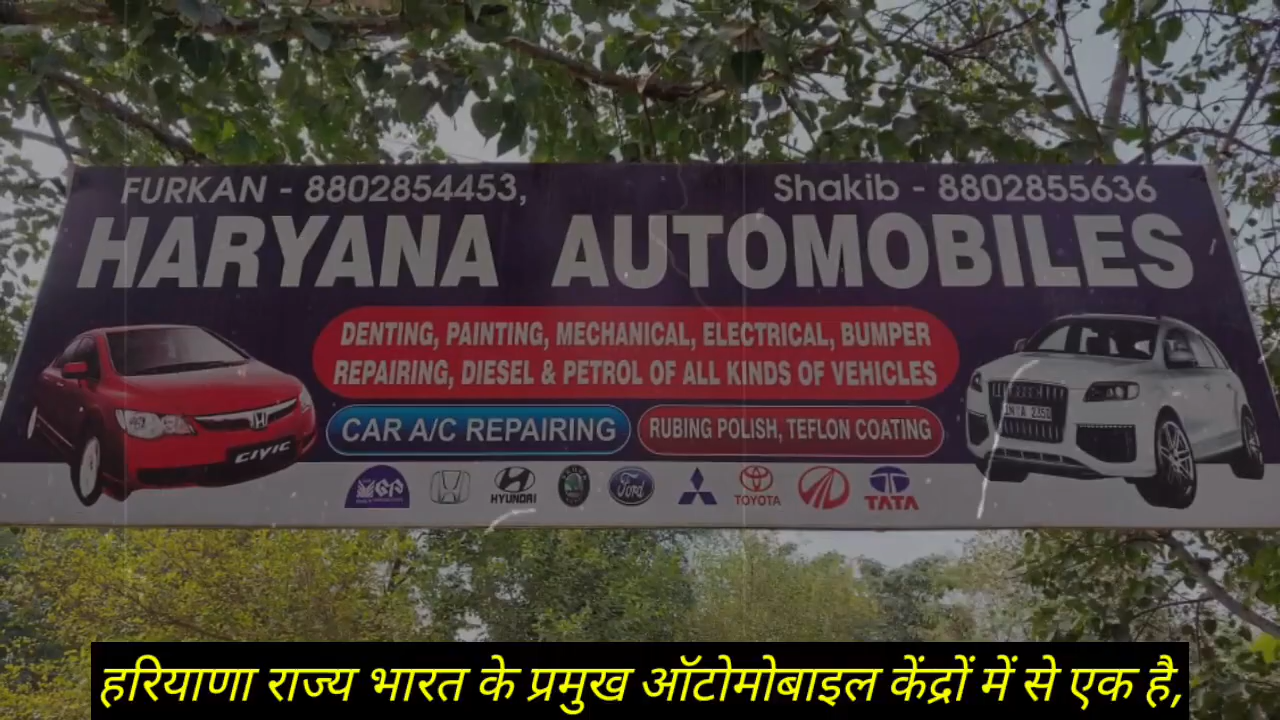 FURKAN - 8802854453,
Shakib - 8802855636
HARYANA AUTOMOBILES
DENTING, PAINTING, MECHANICAL, ELECTRICAL, BUMPER
REPAIRING, DIESEL & PETROL OF ALL KINDS OF VEHICLES
CAR A/C REPAIRING
RUBING POLISH, TEFLON COATING
CIVIC
HYUNDAI
Ford
TOYOTA
TATA
हरियाणा राज्य भारत के प्रमुख ऑटोमोबाइल केंद्रों में से एक है,